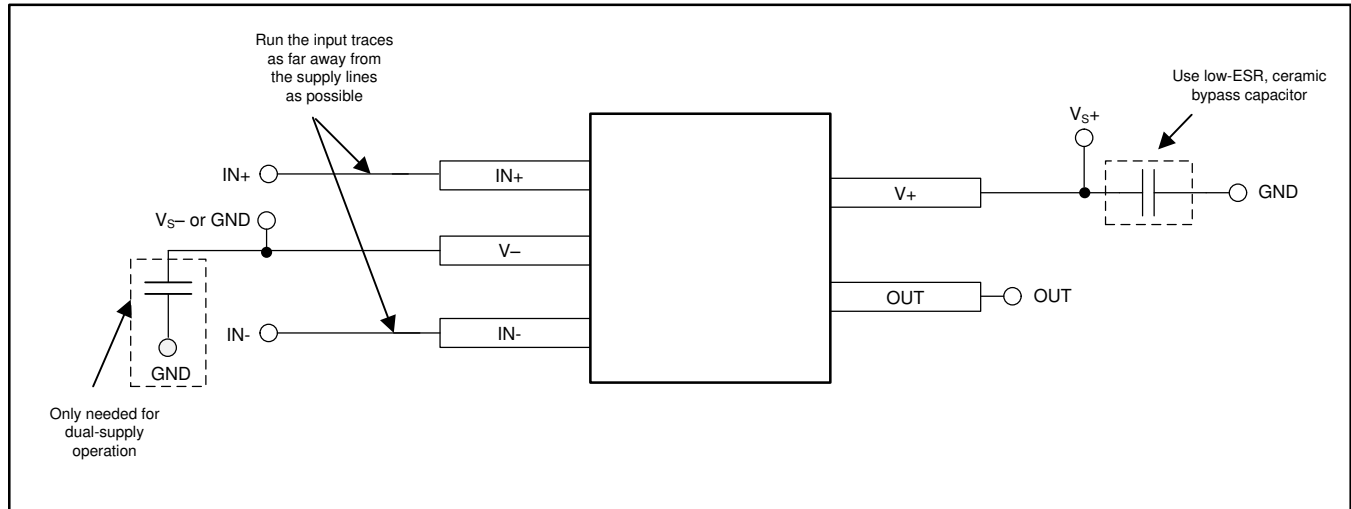 Run the input traces
as far away from
the supply lines
as possible
Use low-ESR, ceramic
bypass capacitor
VS+
IN+
IN+
V+
GND
VS– or GND
V–
OUT
OUT
IN-
IN-
GND
Only needed for
dual-supply
operation